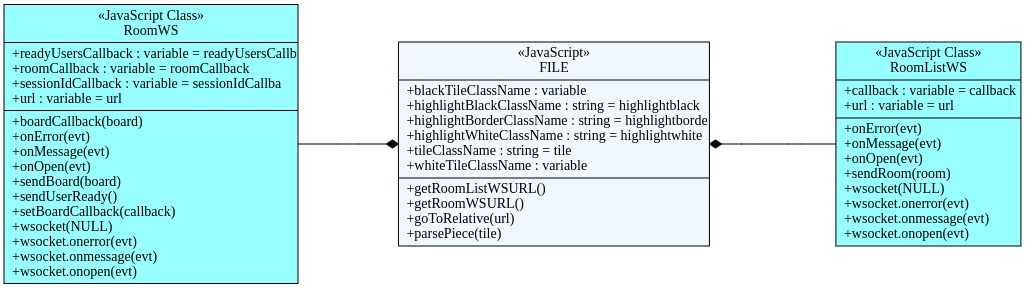 «JavaScript Class»
RoomWS
+readyUsersCallback : variable = readyUsersCallb
+roomCallback : variable = roomCallback
+sessionIdCallback : variable = sessionIdCallba
+url : variable = url
+boardCallback(board)
+onError(evt)
+onMessage(evt)
+onOpen(evt)
+sendBoard(board)
+sendUserReady()
+setBoardCallback(callback)
+wsocket(NULL)
+wsocket.onerror(evt)
+wsocket.onmessage(evt)
+wsocket.onopen(evt)
«JavaScript»
FILE
+blackTileClassName : variable
+highlightBlackClassName : string = highlightblack
+highlightBorderClassName : string = highlightborde
+highlightWhiteClassName : string = highlightwhite
+tileClassName : string = tile
+whiteTileClassName : variable
+getRoomListWSURL()
+getRoomWSURL()
+goToRelative(url)
+parsePiece(tile)
«JavaScript Class»
RoomListWS
+callback : variable = callback
+url : variable = url
+onError(evt)
+onMessage(evt)
+onOpen(evt)
+sendRoom(room)
+wsocket(NULL)
+wsocket.onerror(evt)
+wsocket.onmessage(evt)
+wsocket.onopen(evt)